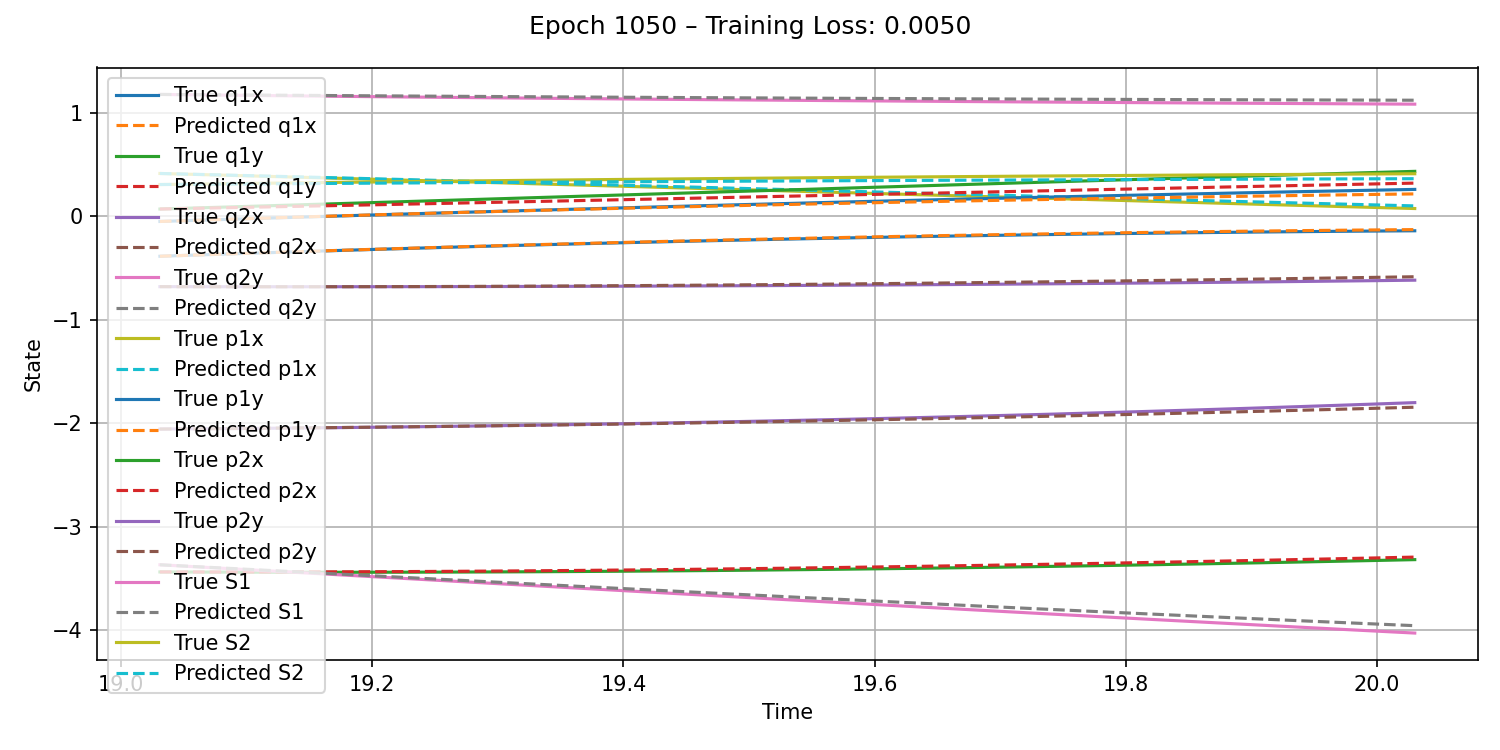 Epoch 1050 – Training Loss: 0.0050
True q1x
Predicted q1x
True q1y
Predicted q1y
True q2x
Predicted q2x
True q2y
Predicted q2y
True p1x
Predicted p1x
True p1y
Predicted p1y
True p2x
Predicted p2x
True p2y
Predicted p2y
True S1
Predicted S1
True S2
Predicted S2
1
0
−1
−2
−3
−4
State
19.0 19.2 19.4 19.6 19.8 20.0
Time